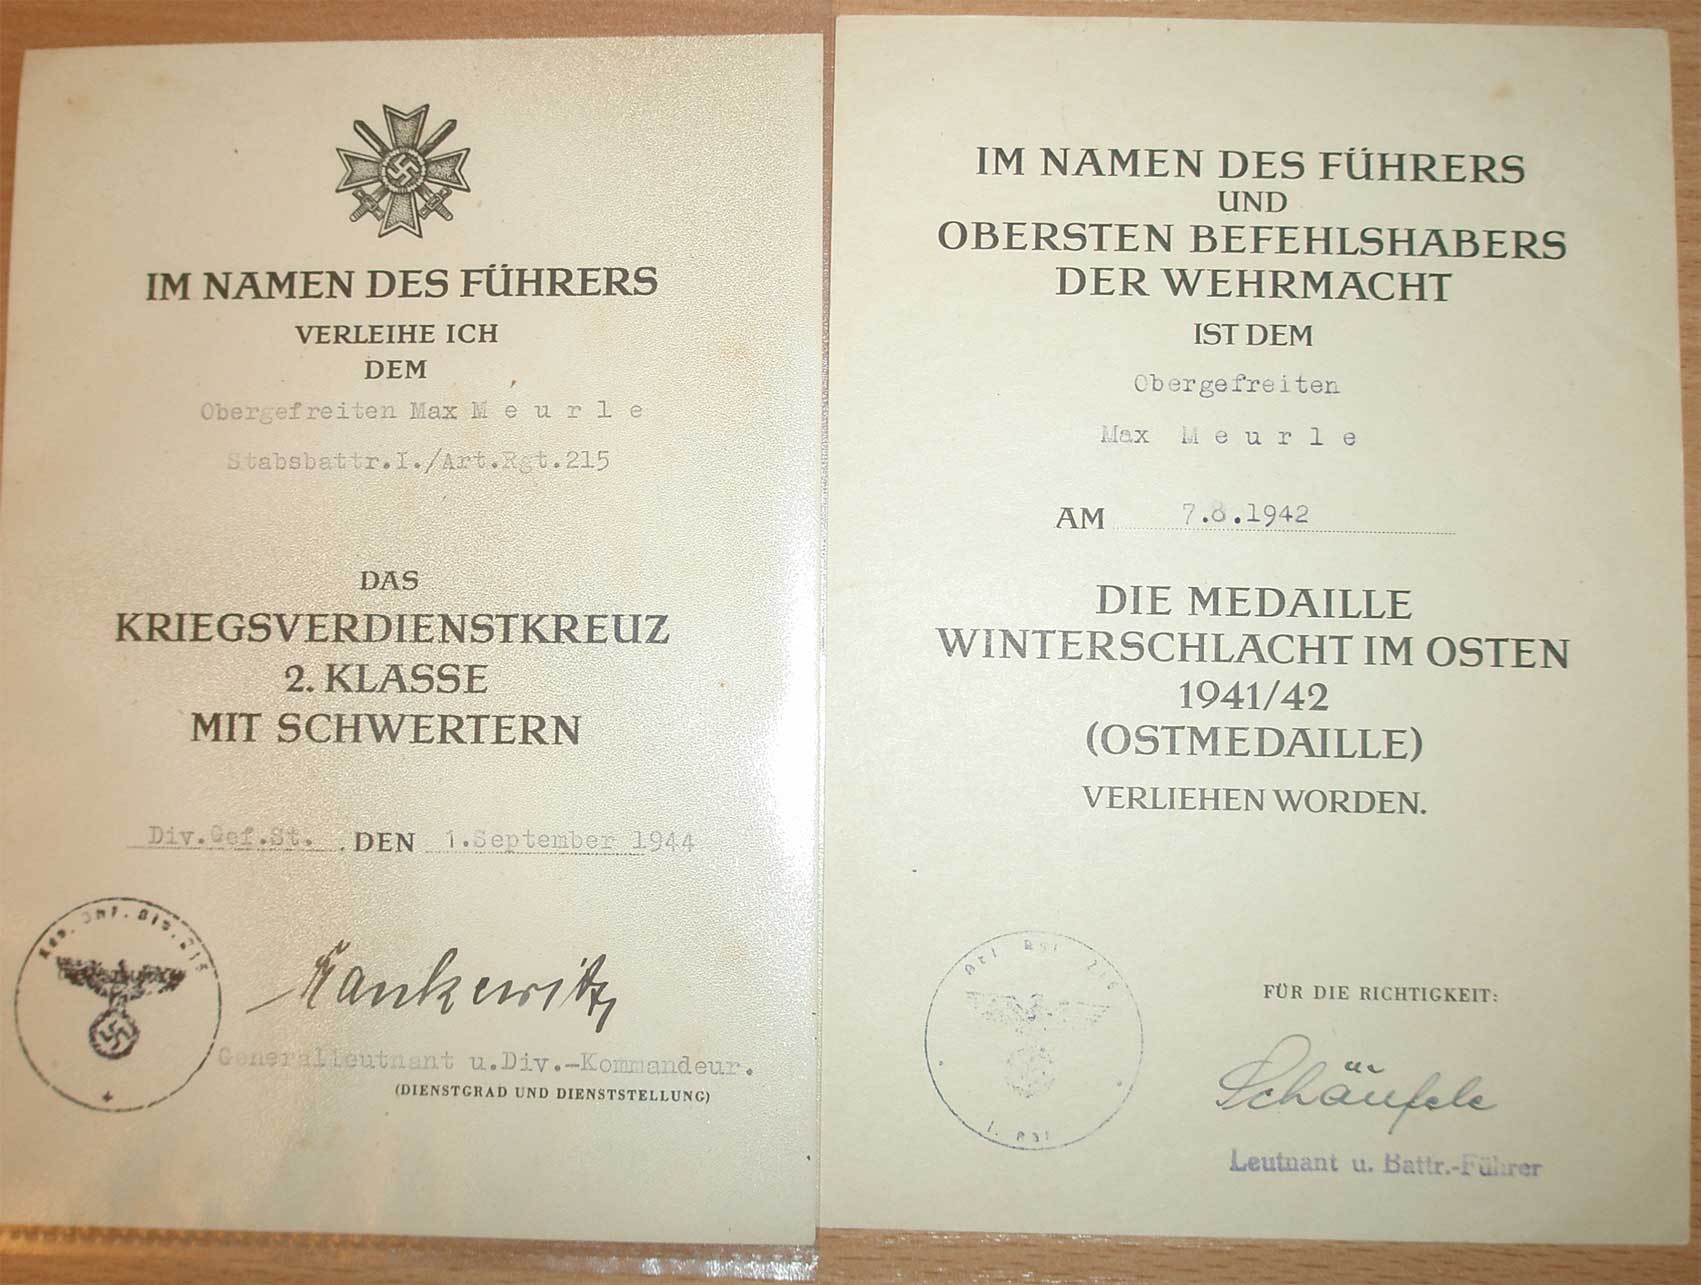 IM NAMEN DES FÜHRERS
VERLEIHE ICH
DEM
Obergefreiten Max M e u r l e
Stabsbattr.I./Art.Rgt.215
DAS
KRIEGSVERDIENSTKREUZ
2. KLASSE
MIT SCHWERTERN
Div.Gef.St. , DEN 1.September 1944
Inf. Div. 215
Generalleutnant u.Div.-Kommandeur.
(DIENSTGRAD UND DIENSTSTELLUNG)
IM NAMEN DES FÜHRERS
UND
OBERSTEN BEFEHLSHABERS
DER WEHRMACHT
IST DEM
Obergefreiten
Max M e u r l e
AM 7.8.1942
DIE MEDAILLE
WINTERSCHLACHT IM OSTEN
1941/42
(OSTMEDAILLE)
VERLIEHEN WORDEN.
FÜR DIE RICHTIGKEIT:
Schäufele
Leutnant u. Battr.-Führer